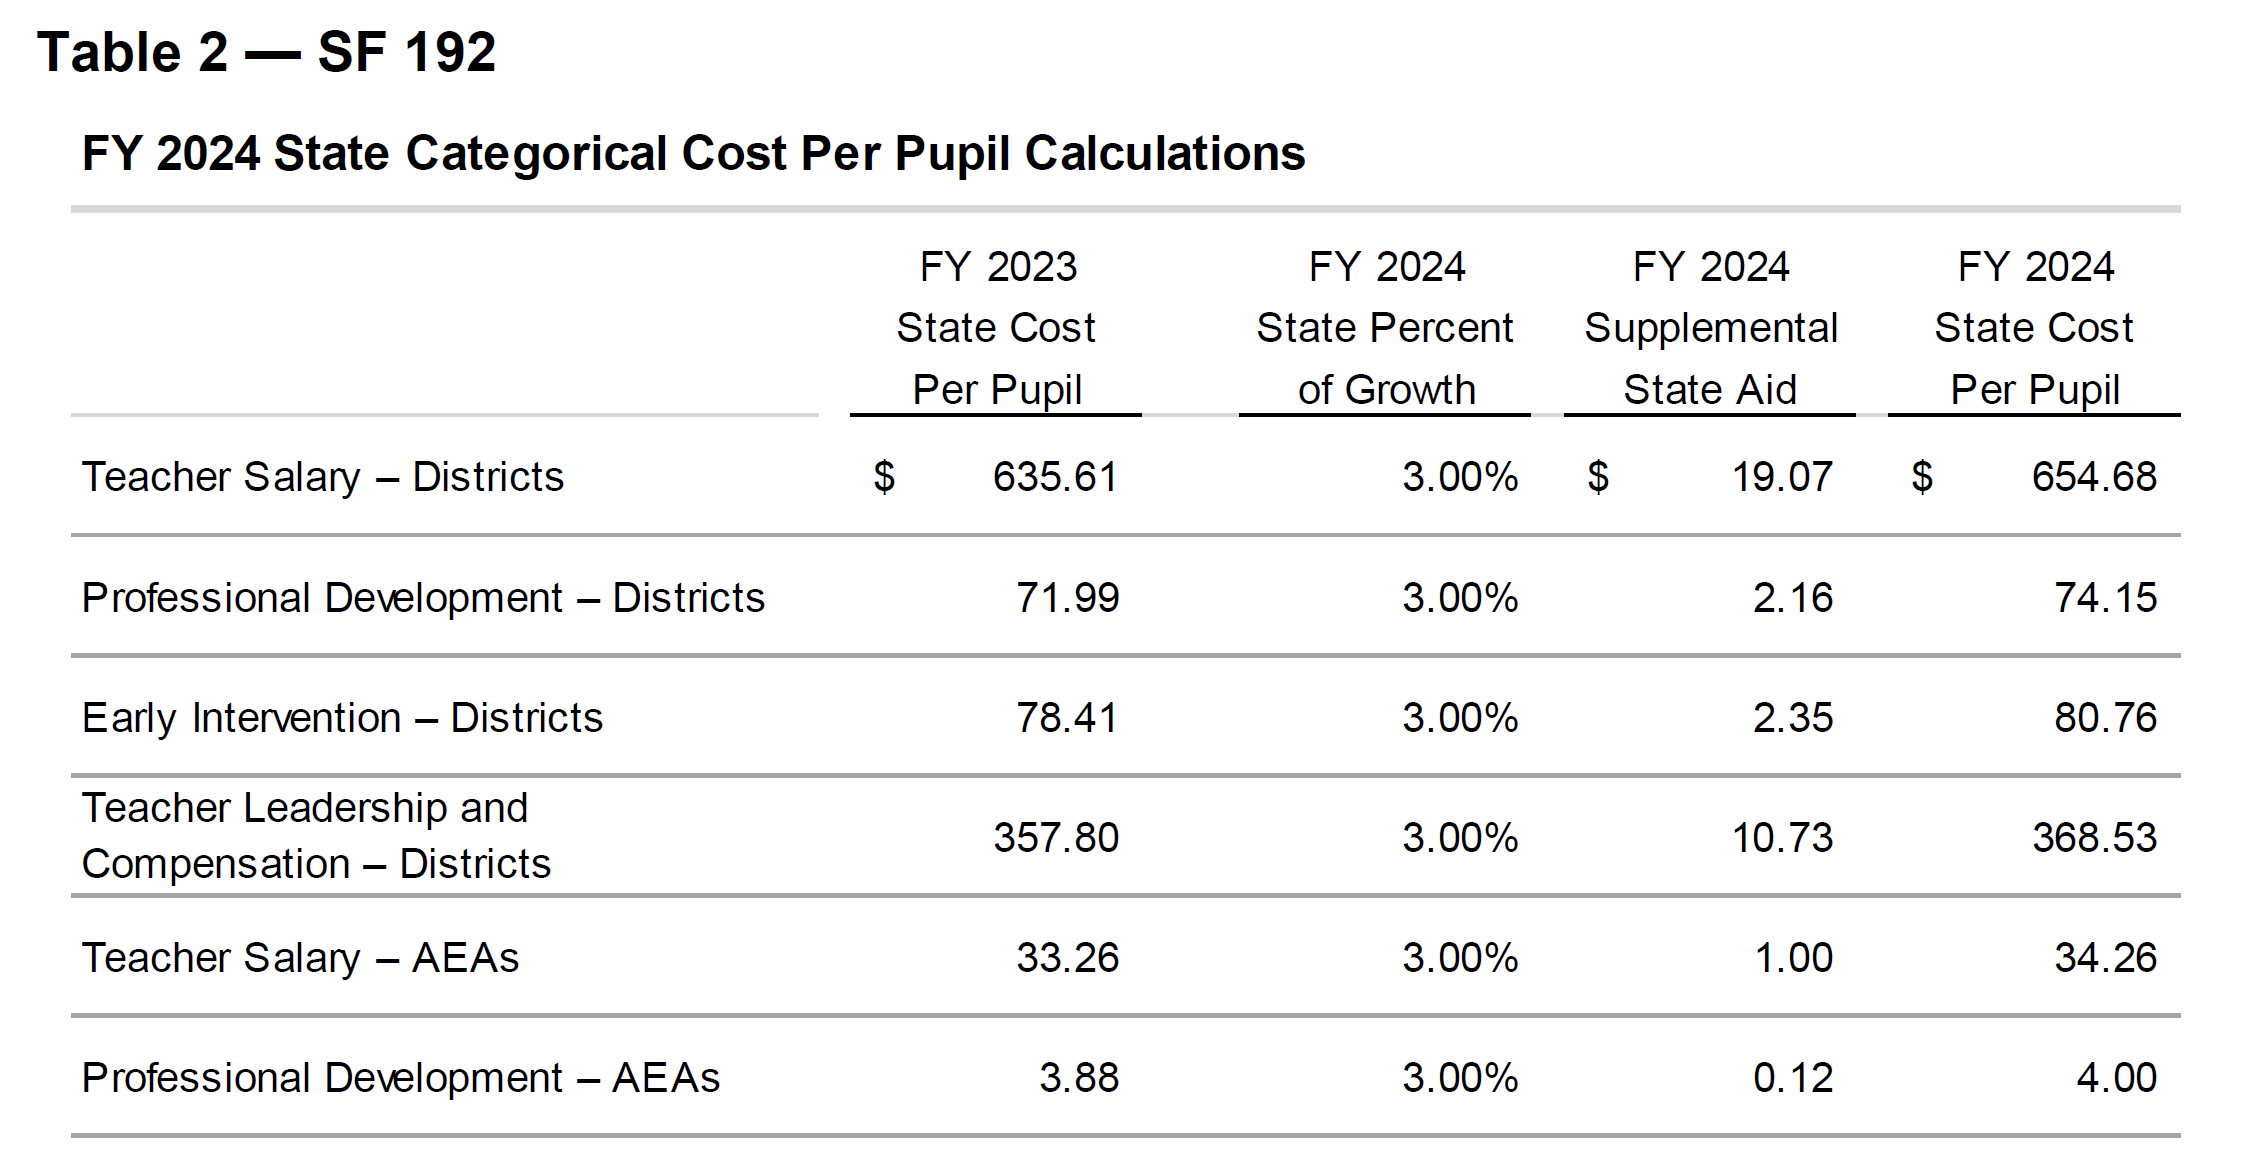 Table 2 — SF 192
FY 2024 State Categorical Cost Per Pupil Calculations
FY 2023 FY 2024 FY 2024 FY 2024
State Cost State Percent Supplemental State Cost
Per Pupil of Growth State Aid Per Pupil
Teacher Salary – Districts $ 635.61 3.00% $ 19.07 $ 654.68
Professional Development – Districts 71.99 3.00% 2.16 74.15
Early Intervention – Districts 78.41 3.00% 2.35 80.76
Teacher Leadership and
Compensation – Districts 357.80 3.00% 10.73 368.53
Teacher Salary – AEAs 33.26 3.00% 1.00 34.26
Professional Development – AEAs 3.88 3.00% 0.12 4.00